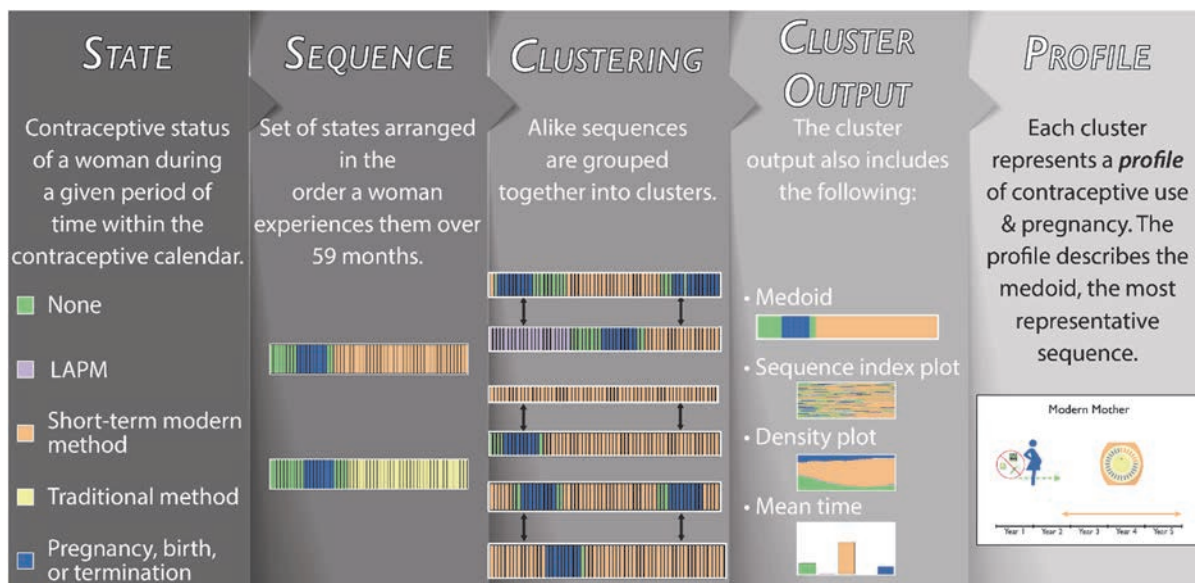 STATE
Contraceptive status
of a woman during
a given period of
time within the
contraceptive calendar.
None
LAPM
Short-term modern
method
Traditional method
Pregnancy, birth,
or termination
SEQUENCE
Set of states arranged
in the
order a woman
experiences them over
59 months.
CLUSTERING
Alike sequences
are grouped
together into clusters.
CLUSTER
OUTPUT
The cluster
output also includes
the following:
• Medoid
• Sequence index plot
• Density plot
• Mean time
PROFILE
Each cluster
represents a profile
of contraceptive use
& pregnancy. The
profile describes the
medoid, the most
representative
sequence.
Modern Mother
Year 1 Year 2 Year 3 Year 4 Year 5